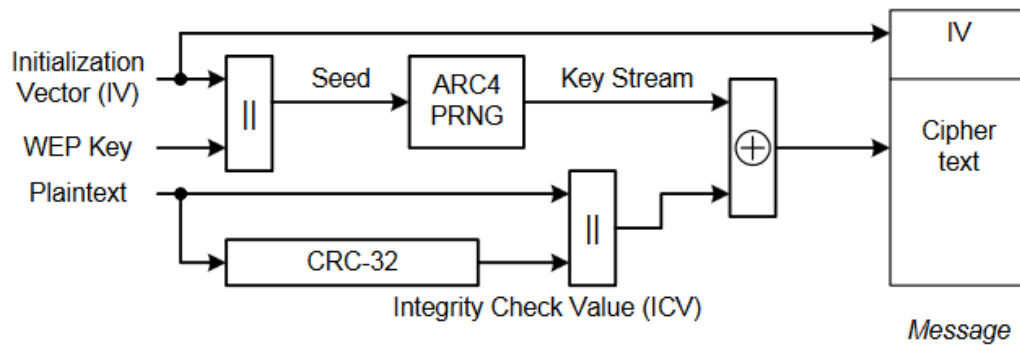 IV
Initialization
Vector (IV)
Seed
ARC4
PRNG
Key Stream
||
WEP Key
Cipher
text
Plaintext
||
CRC-32
Integrity Check Value (ICV)
Message